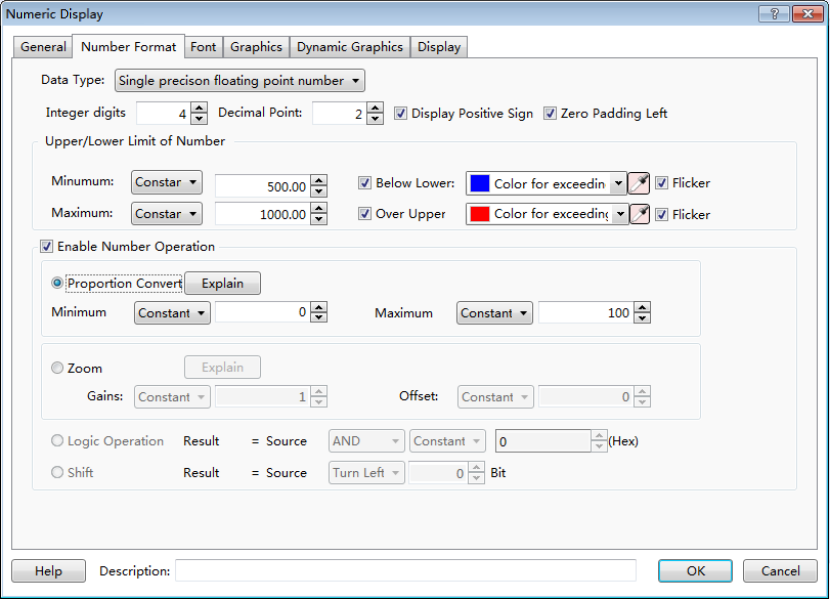 Numeric Display
General Number Format Font Graphics Dynamic Graphics Display
Data Type: Single precison floating point number
Integer digits 4 Decimal Point: 2 Display Positive Sign Zero Padding Left
Upper/Lower Limit of Number
Minumum: Constar 500.00 Below Lower: Color for exceedin Flicker
Maximum: Constar 1000.00 Over Upper Color for exceeding Flicker
Enable Number Operation
Proportion Convert Explain
Minimum Constant 0 Maximum Constant 100
Zoom Explain
Gains: Constant 1 Offset: Constant 0
Logic Operation Result = Source AND Constant 0 (Hex)
Shift Result = Source Turn Left 0 Bit
Help Description: OK Cancel